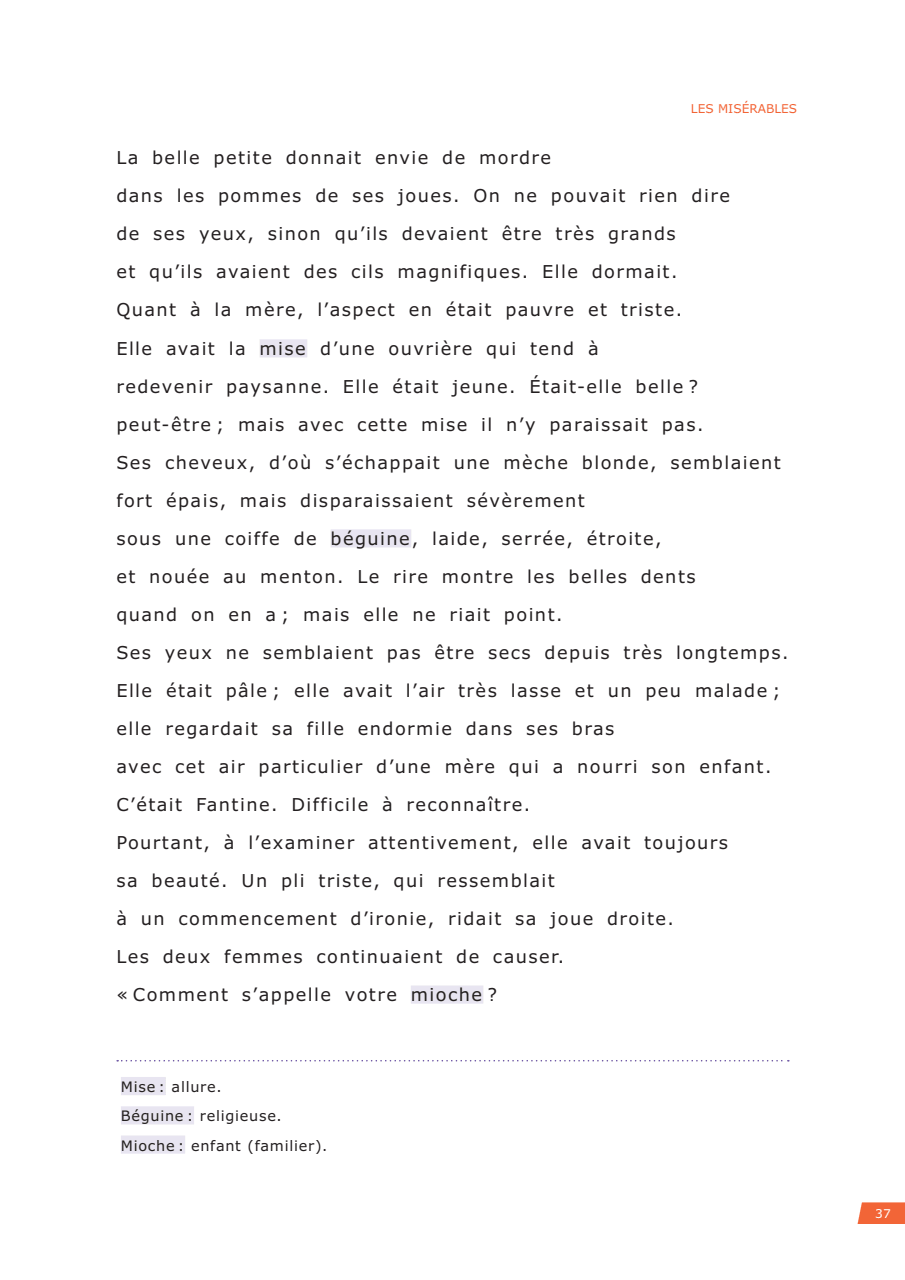 LES MISÉRABLES
La belle petite donnait envie de mordre
dans les pommes de ses joues. On ne pouvait rien dire
de ses yeux, sinon qu’ils devaient être très grands
et qu’ils avaient des cils magnifiques. Elle dormait.
Quant à la mère, l’aspect en était pauvre et triste.
Elle avait la mise d’une ouvrière qui tend à
redevenir paysanne. Elle était jeune. Était-elle belle ?
peut-être ; mais avec cette mise il n’y paraissait pas.
Ses cheveux, d’où s’échappait une mèche blonde, semblaient
fort épais, mais disparaissaient sévèrement
sous une coiffe de béguine, laide, serrée, étroite,
et nouée au menton. Le rire montre les belles dents
quand on en a ; mais elle ne riait point.
Ses yeux ne semblaient pas être secs depuis très longtemps.
Elle était pâle ; elle avait l’air très lasse et un peu malade ;
elle regardait sa fille endormie dans ses bras
avec cet air particulier d’une mère qui a nourri son enfant.
C’était Fantine. Difficile à reconnaître.
Pourtant, à l’examiner attentivement, elle avait toujours
sa beauté. Un pli triste, qui ressemblait
à un commencement d’ironie, ridait sa joue droite.
Les deux femmes continuaient de causer.
« Comment s’appelle votre mioche ?
Mise : allure.
Béguine : religieuse.
Mioche : enfant (familier).
37